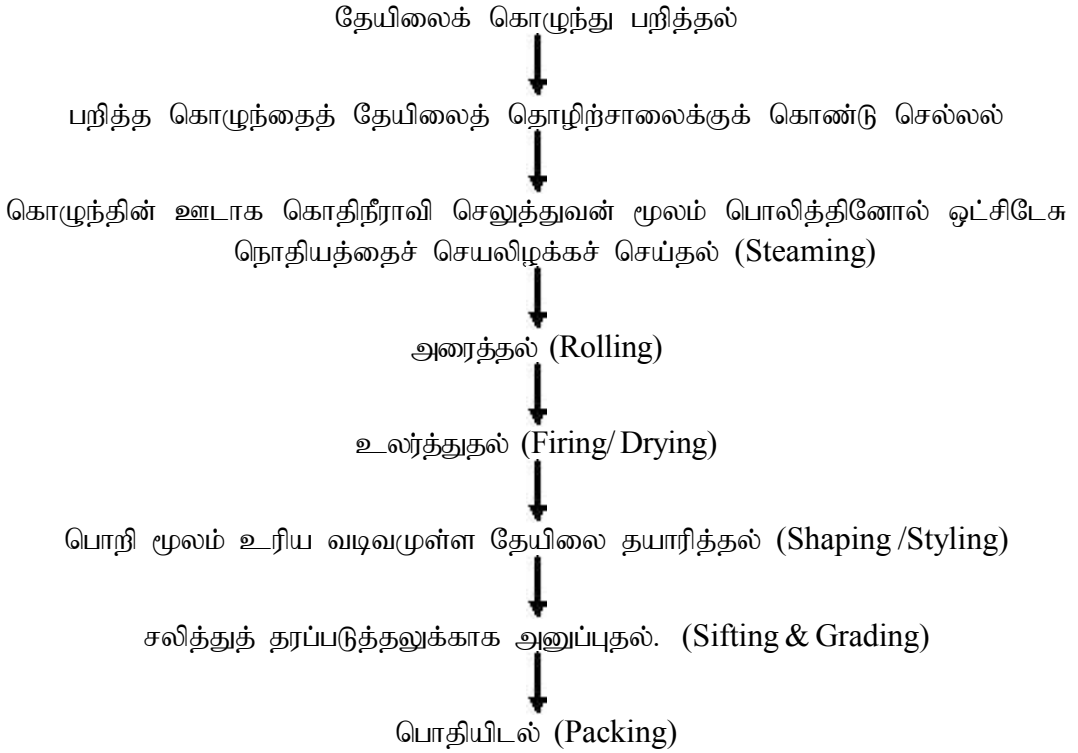 தேயிலைக் கொழுந்து பறித்தல்
பறித்த கொழுந்தைத் தேயிலைத் தொழிற்சாலைக்குக் கொண்டு செல்லல்
கொழுந்தின் ஊடாக கொதிநீராவி செலுத்துவன் மூலம் பொலித்தினோல் ஒட்சிடேசு
நொதியத்தைச் செயலிழக்கச் செய்தல் (Steaming)
அரைத்தல் (Rolling)
உலர்த்துதல் (Firing/ Drying)
பொறி மூலம் உரிய வடிவமுள்ள தேயிலை தயாரித்தல் (Shaping /Styling)
சலித்துத் தரப்படுத்தலுக்காக அனுப்புதல். (Sifting & Grading)
பொதியிடல் (Packing)